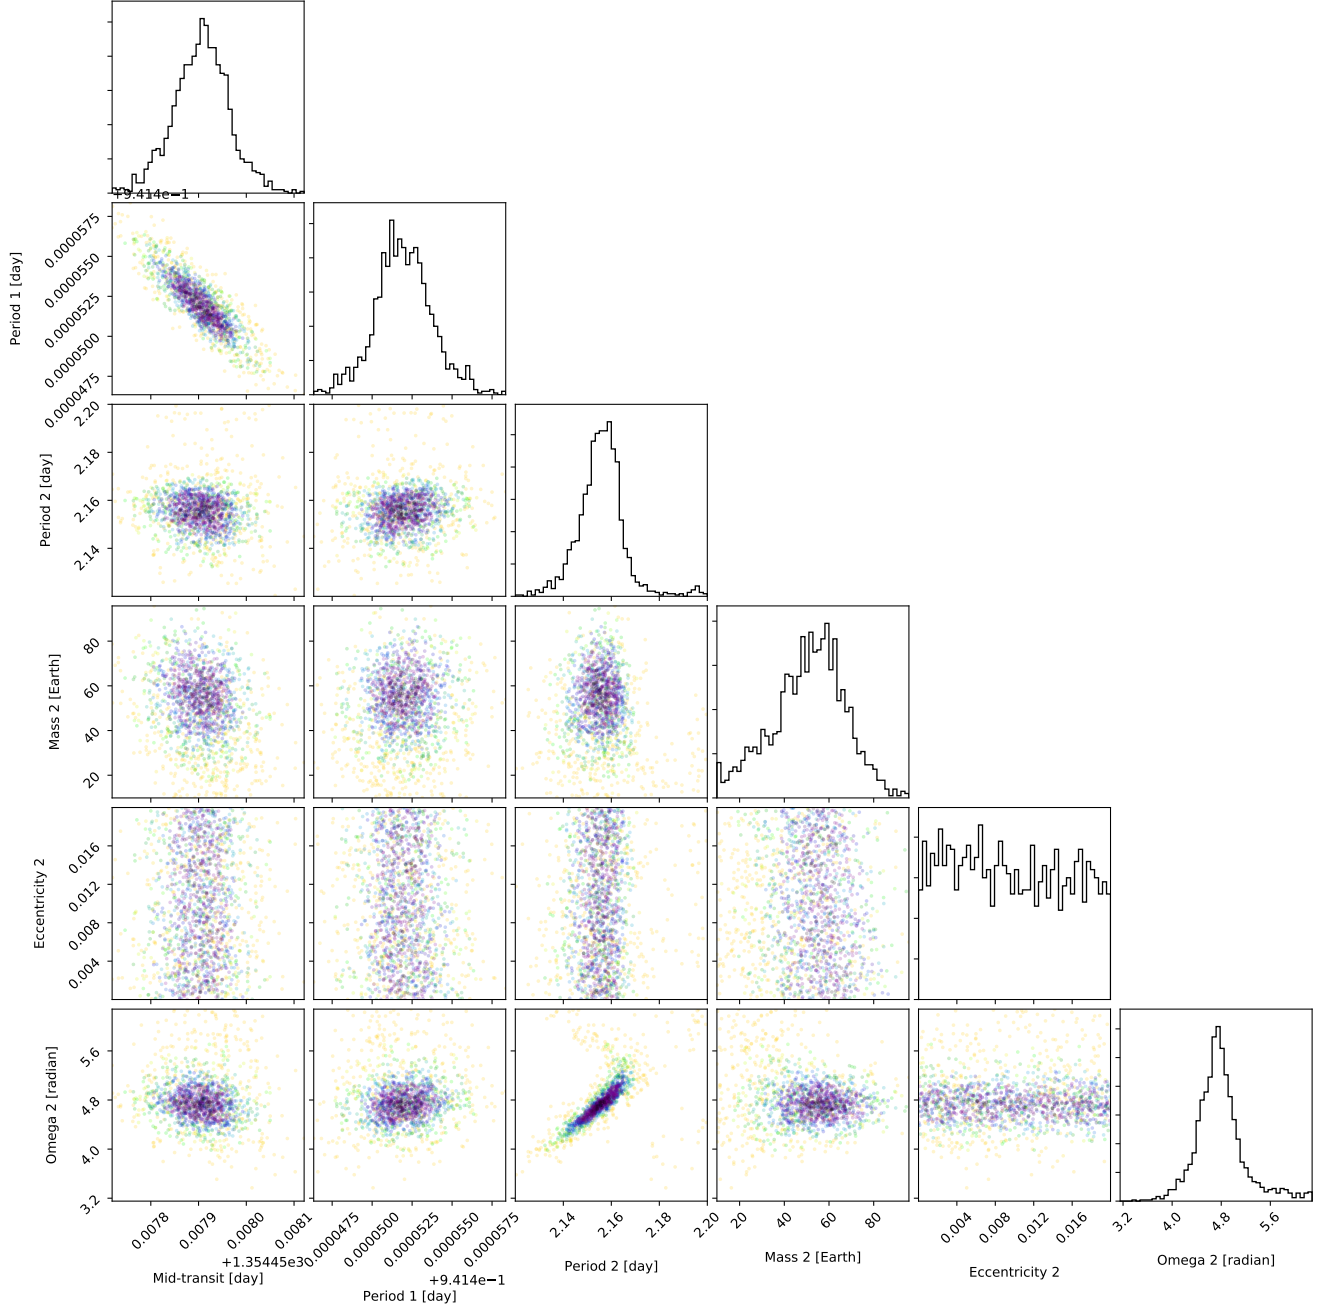 +9.414e−1
Period 1 [day]
0.0000575
0.0000550
0.0000525
0.0000500
0.0000475
Period 2 [day]
2.20
2.18
2.16
2.14
Mass 2 [Earth]
80
60
40
20
Eccentricity 2
0.016
0.012
0.008
0.004
Omega 2 [radian]
5.6
4.8
4.0
3.2
0.0078 0.0079 0.0080 0.0081
0.0000475 0.0000500 0.0000525 0.0000550 0.0000575
2.14 2.16 2.18 2.20
20 40 60 80
0.004 0.008 0.012 0.016
3.2 4.0 4.8 5.6
+1.35445e3
Mid-transit [day]
+9.414e−1
Period 1 [day]
Period 2 [day]
Mass 2 [Earth]
Eccentricity 2
Omega 2 [radian]